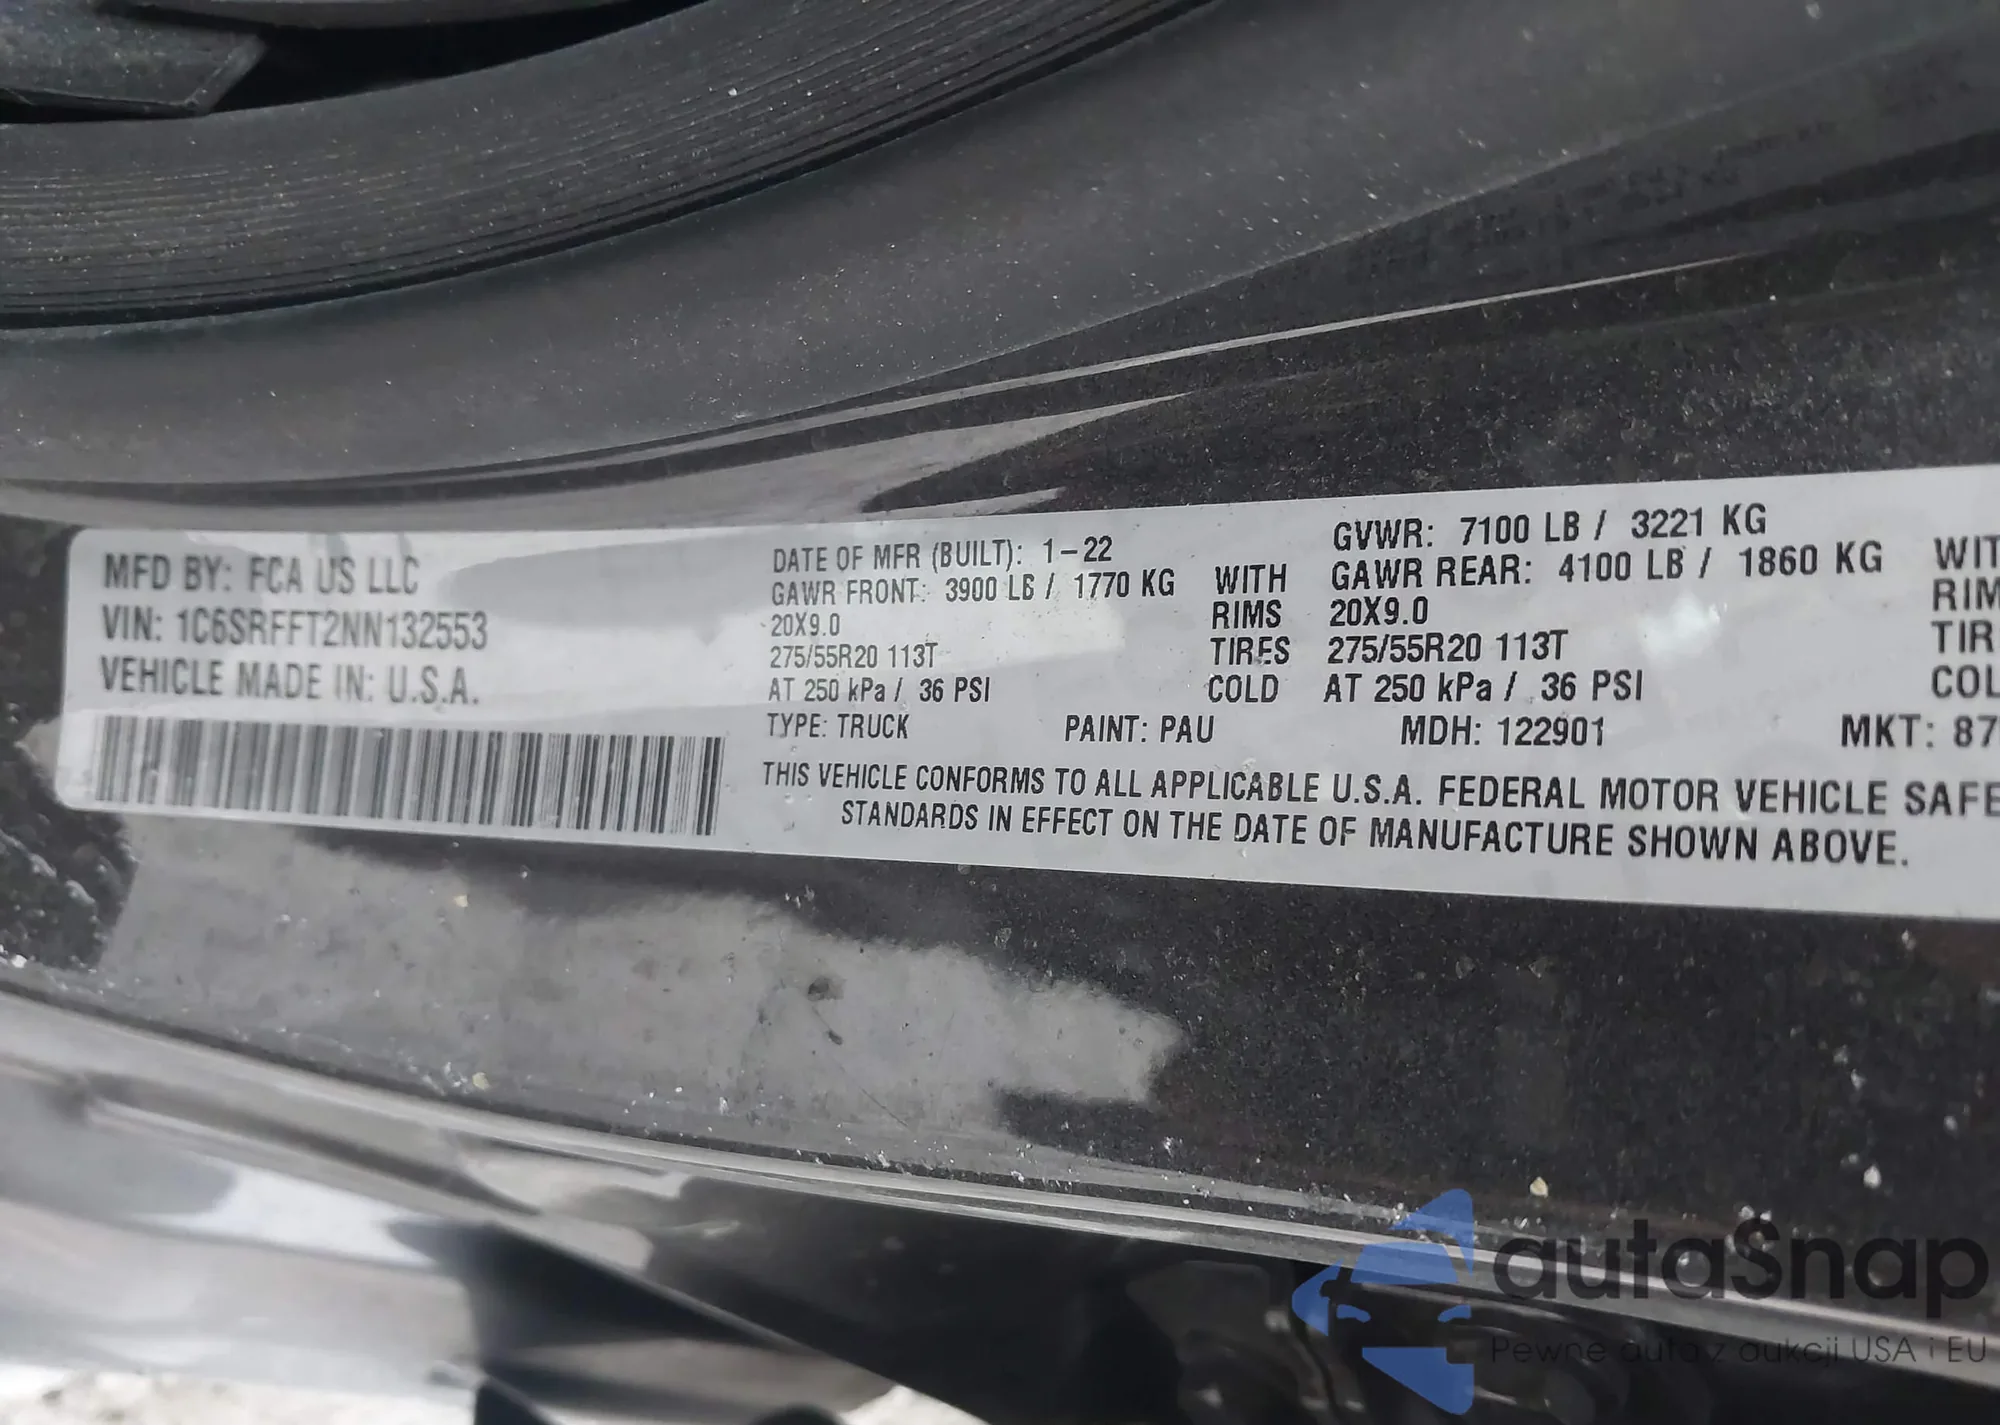 MFD BY: FCA US LLC
VIN: 1C6SRFFT2NN132553
VEHICLE MADE IN: U.S.A.
DATE OF MFR (BUILT): 1-22 GVWR: 7100 LB / 3221 KG
GAWR FRONT: 3900 LB / 1770 KG WITH GAWR REAR: 4100 LB / 1860 KG WIT
20X9.0 RIMS 20X9.0 RIM
275/55R20 113T TIRES 275/55R20 113T TIR
AT 250 kPa / 36 PSI COLD AT 250 kPa / 36 PSI COL
TYPE: TRUCK PAINT: PAU MDH: 122901 MKT: 87
THIS VEHICLE CONFORMS TO ALL APPLICABLE U.S.A. FEDERAL MOTOR VEHICLE SAFE
STANDARDS IN EFFECT ON THE DATE OF MANUFACTURE SHOWN ABOVE.
autaSnap
Pewne auta z aukcji USA i EU